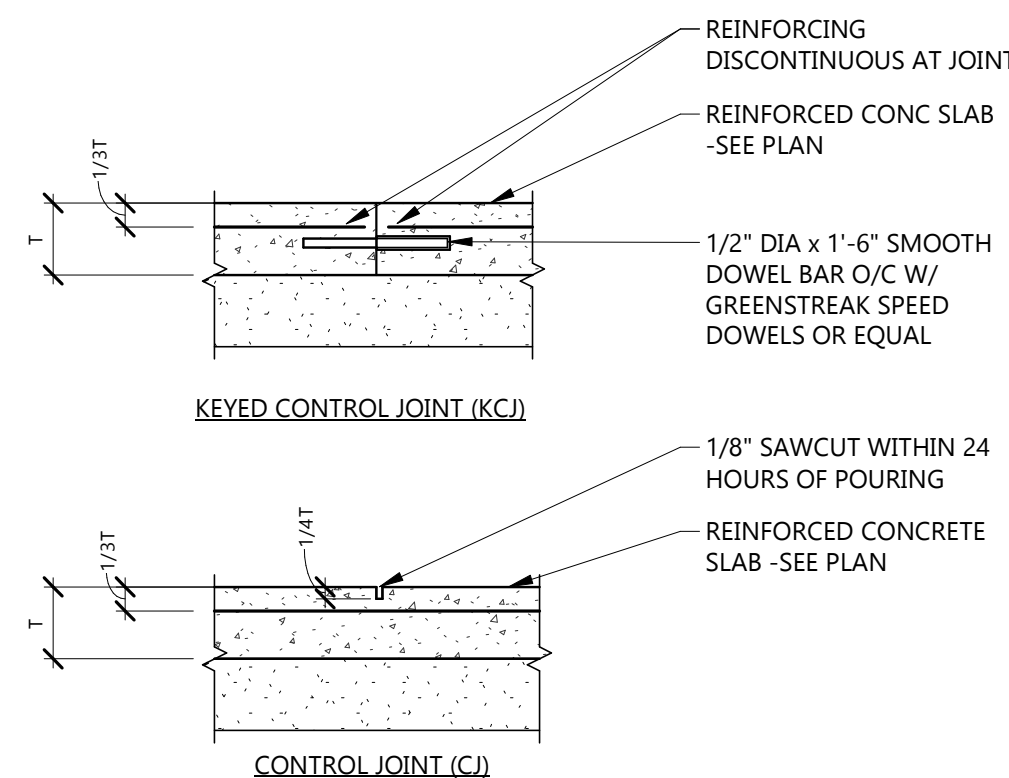 REINFORCING
DISCONTINUOUS AT JOINT
REINFORCED CONC SLAB
-SEE PLAN
1/3T
T
1/2" DIA x 1'-6" SMOOTH
DOWEL BAR O/C W/
GREENSTREAK SPEED
DOWELS OR EQUAL
KEYED CONTROL JOINT (KCJ)
1/8" SAWCUT WITHIN 24
HOURS OF POURING
REINFORCED CONCRETE
SLAB -SEE PLAN
1/3T
1/4T
T
CONTROL JOINT (CJ)